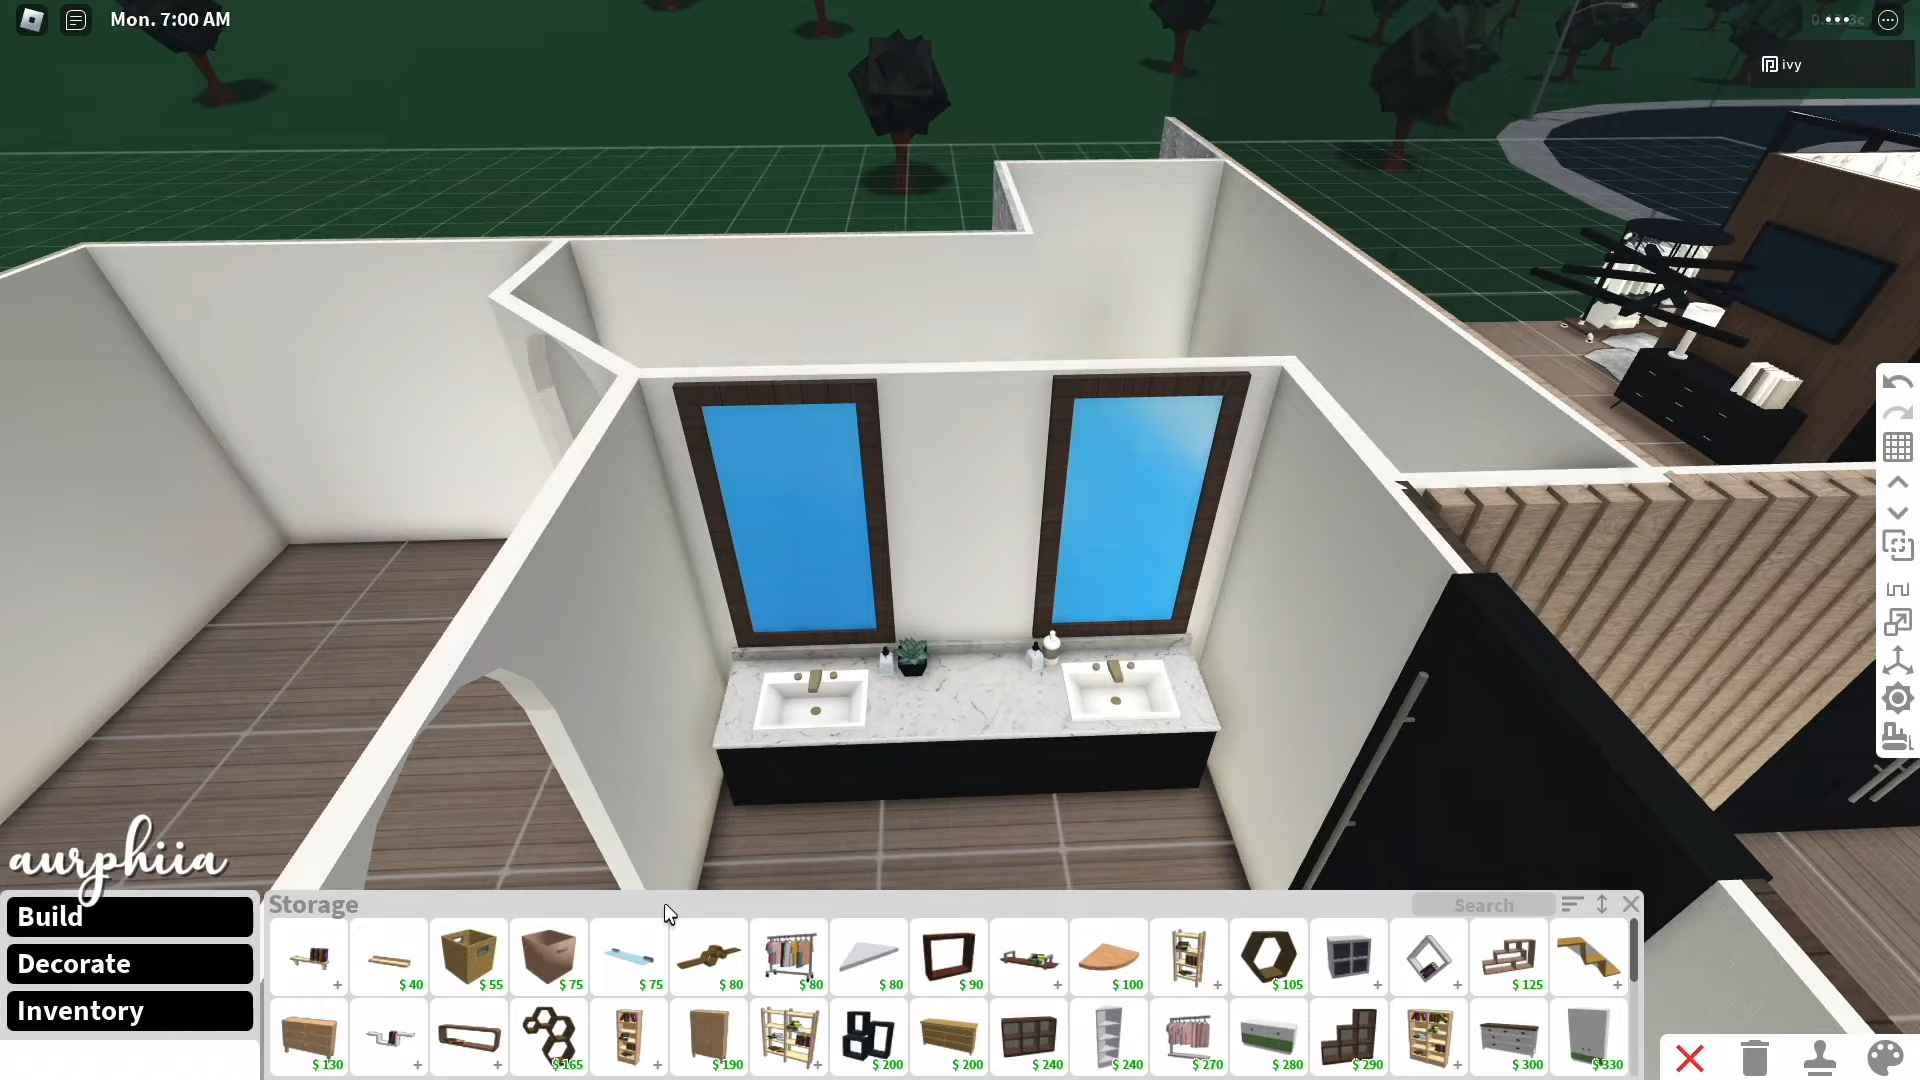 Mon. 7:00 AM
ivy
aurphiia
Build
Decorate
Inventory
Storage
Search
+ $ 40 $ 55 $ 75 $ 75 $ 80 $ 80 $ 80 $ 90 + $ 100 + $ 105 + + $ 125 +
$ 130 + + $ 165 + $ 190 + $ 200 $ 200 $ 240 $ 240 $ 270 $ 280 $ 290 + $ 300 $ 330